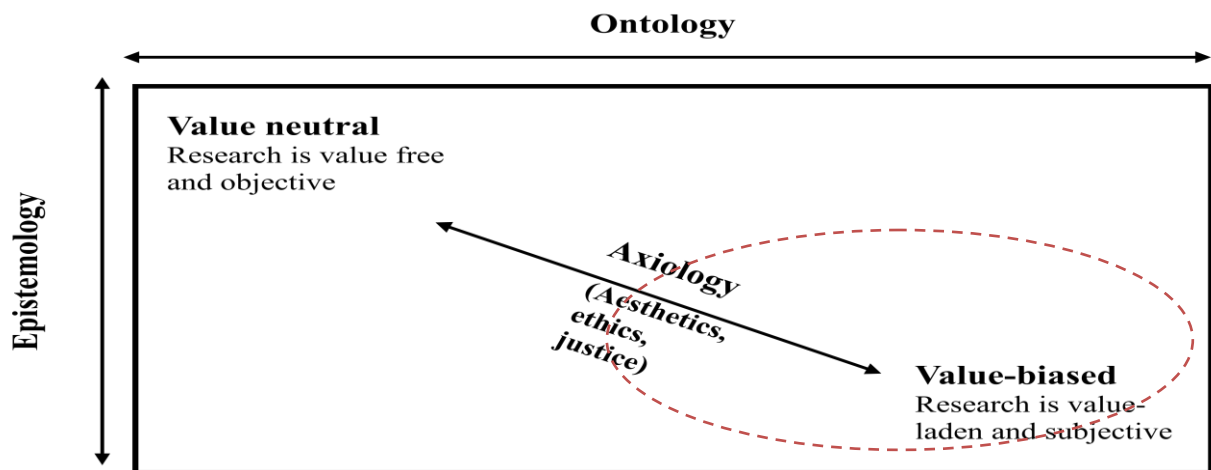 Ontology
Epistemology
Value neutral
Research is value free
and objective
Axiology
(Aesthetics,
ethics,
justice)
Value-biased
Research is value-
laden and subjective